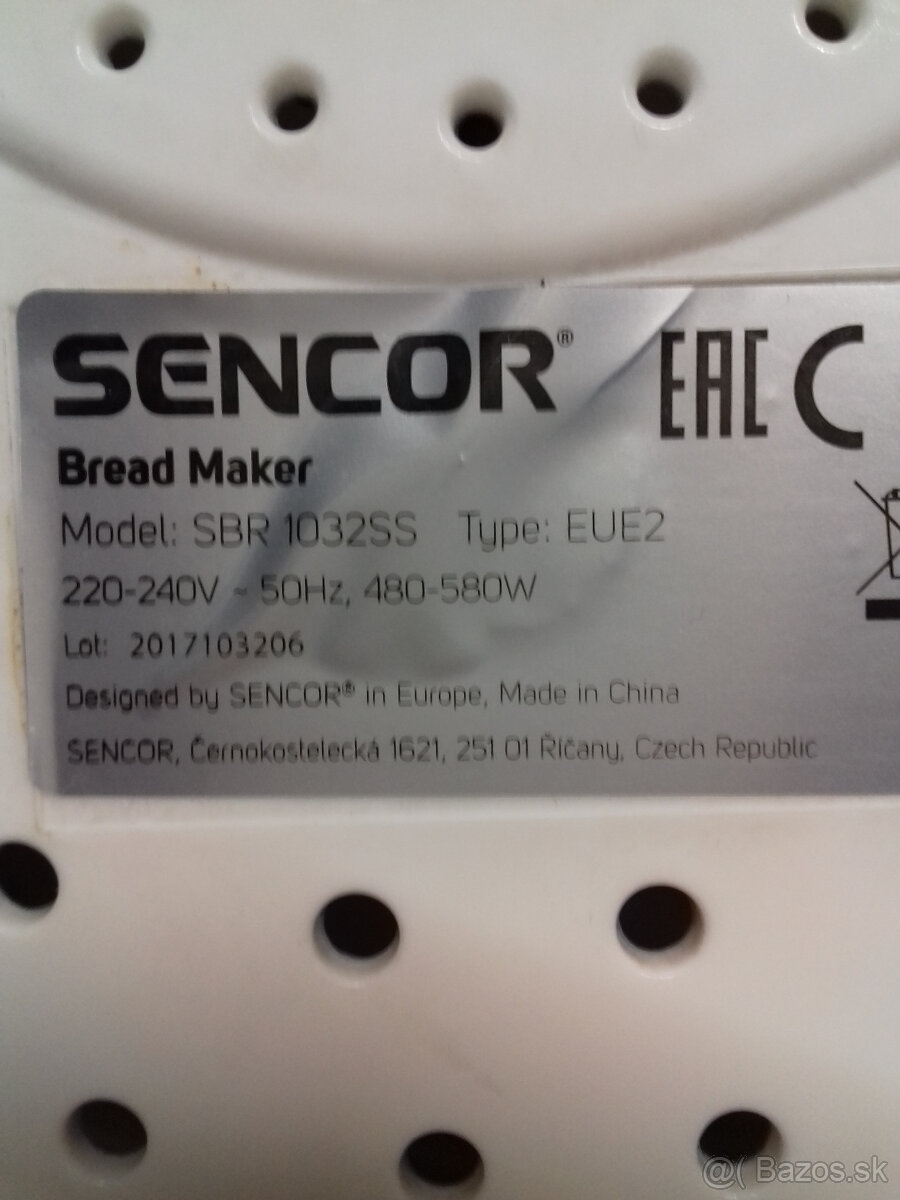 SENCOR® EAC C
Bread Maker
Model: SBR 1032SS Type: EUE2
220-240V ~ 50Hz, 480-580W
Lot: 2017103206
Designed by SENCOR® in Europe, Made in China
SENCOR, Černokostelecká 1621, 251 01 Říčany, Czech Republic
@( Bazos.sk